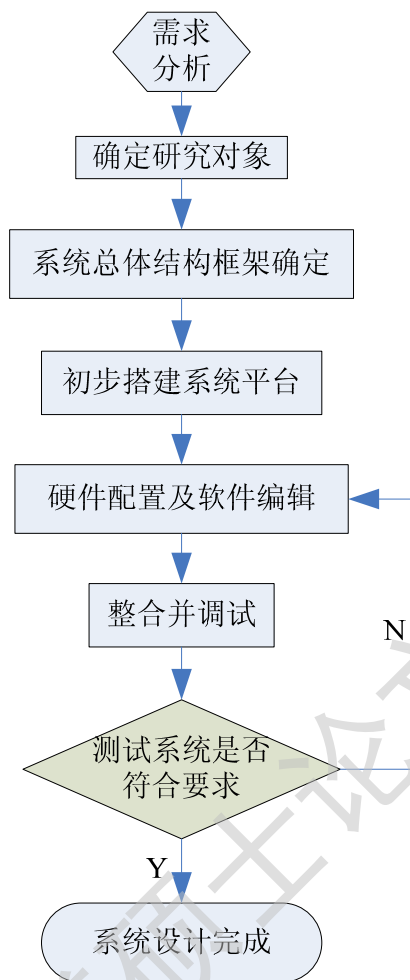 需求
分析
确定研究对象
系统总体结构框架确定
初步搭建系统平台
硬件配置及软件编辑
整合并调试
N
测试系统是否
符合要求
Y
系统设计完成
硕士论